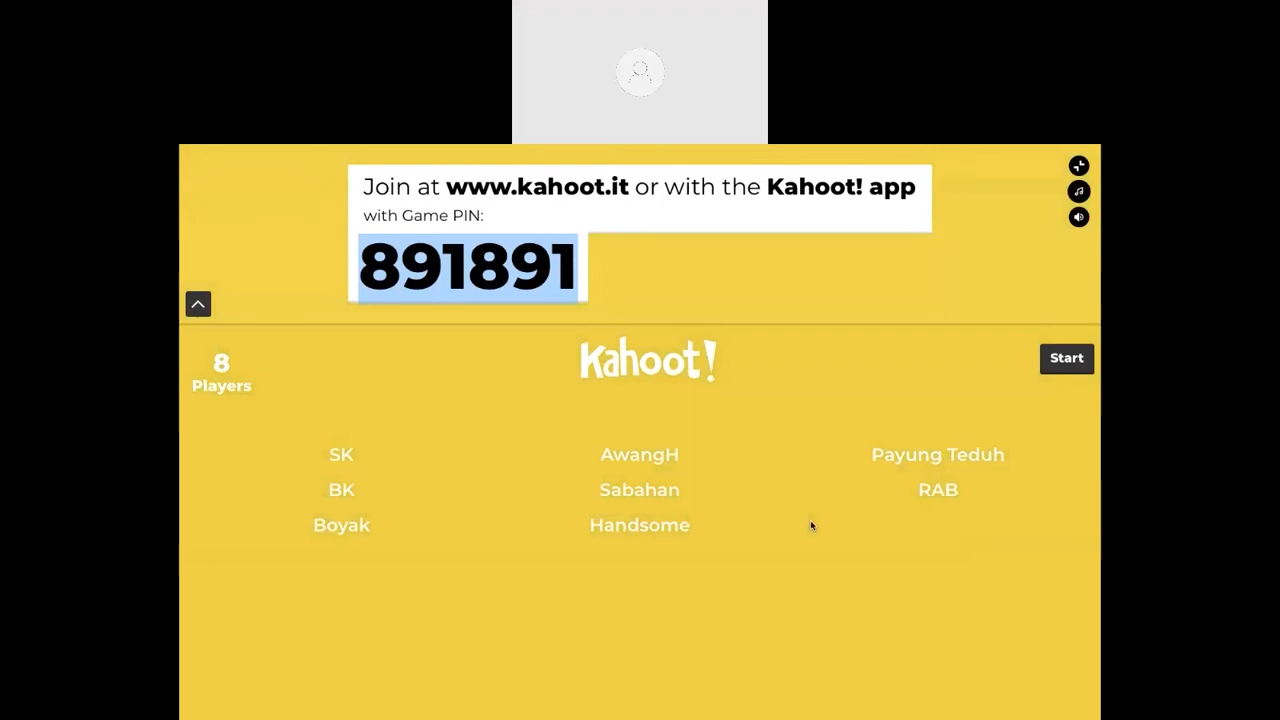 Join at www.kahoot.it or with the Kahoot! app
with Game PIN:
891891
8
Players
Kahoot!
Start
SK
AwangH
Payung Teduh
BK
Sabahan
RAB
Boyak
Handsome